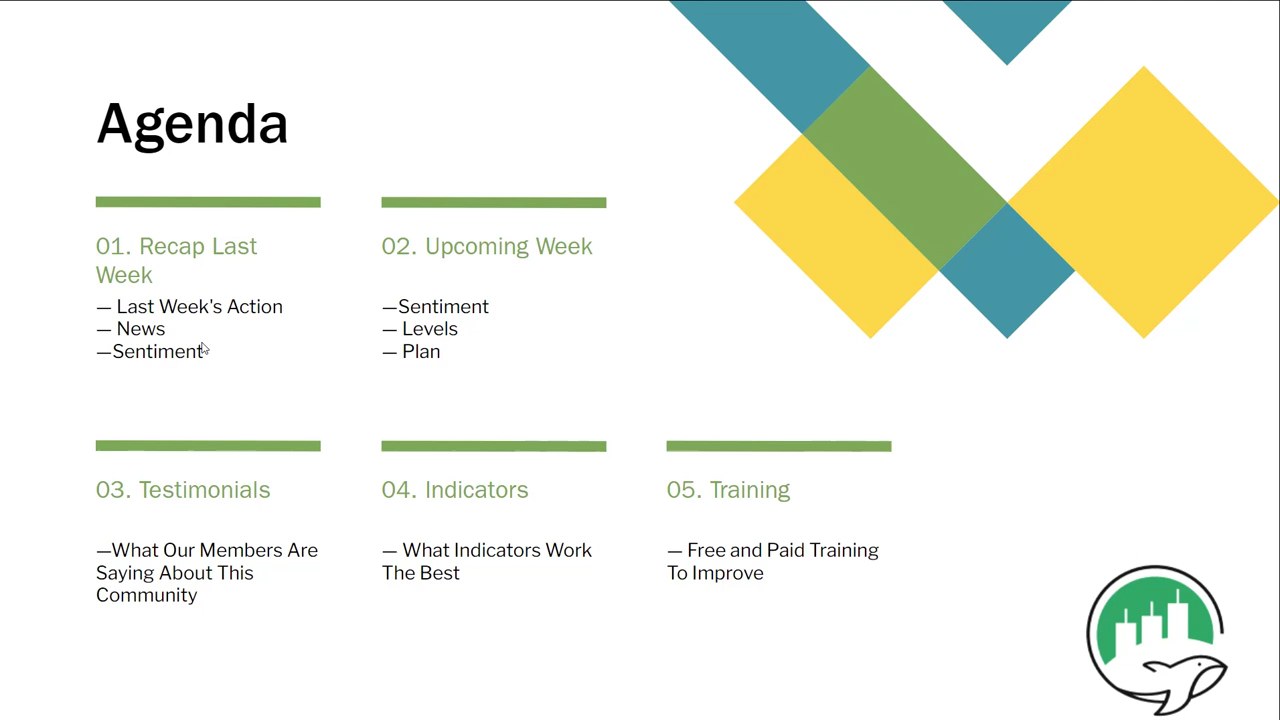 Agenda
01. Recap Last
Week
— Last Week's Action
— News
—Sentiment
02. Upcoming Week
—Sentiment
— Levels
— Plan
03. Testimonials
—What Our Members Are
Saying About This
Community
04. Indicators
— What Indicators Work
The Best
05. Training
— Free and Paid Training
To Improve